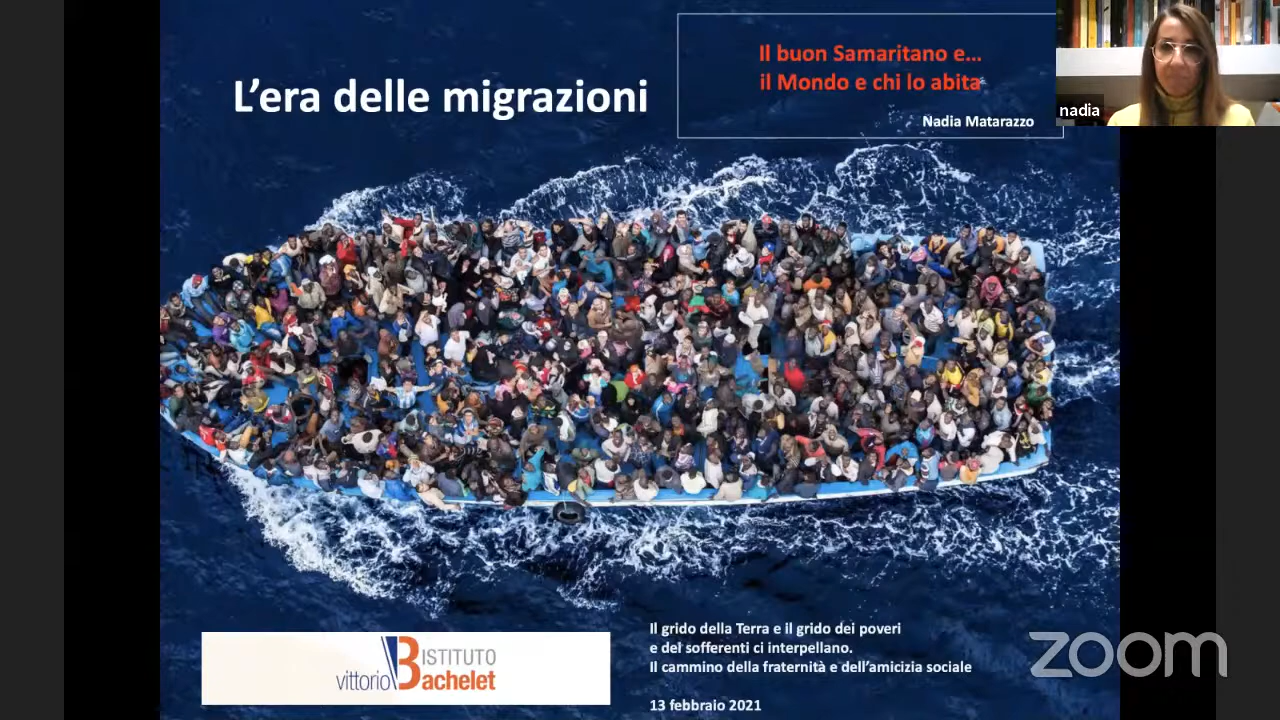 L'era delle migrazioni
Il buon Samaritano e...
il Mondo e chi lo abita
Nadia Matarazzo
nadia
Il grido della Terra e il grido dei poveri
e dei sofferenti ci interpellano.
Il cammino della fraternità e dell'amicizia sociale
13 febbraio 2021
ISTITUTO
vittorio Bachelet
zoom